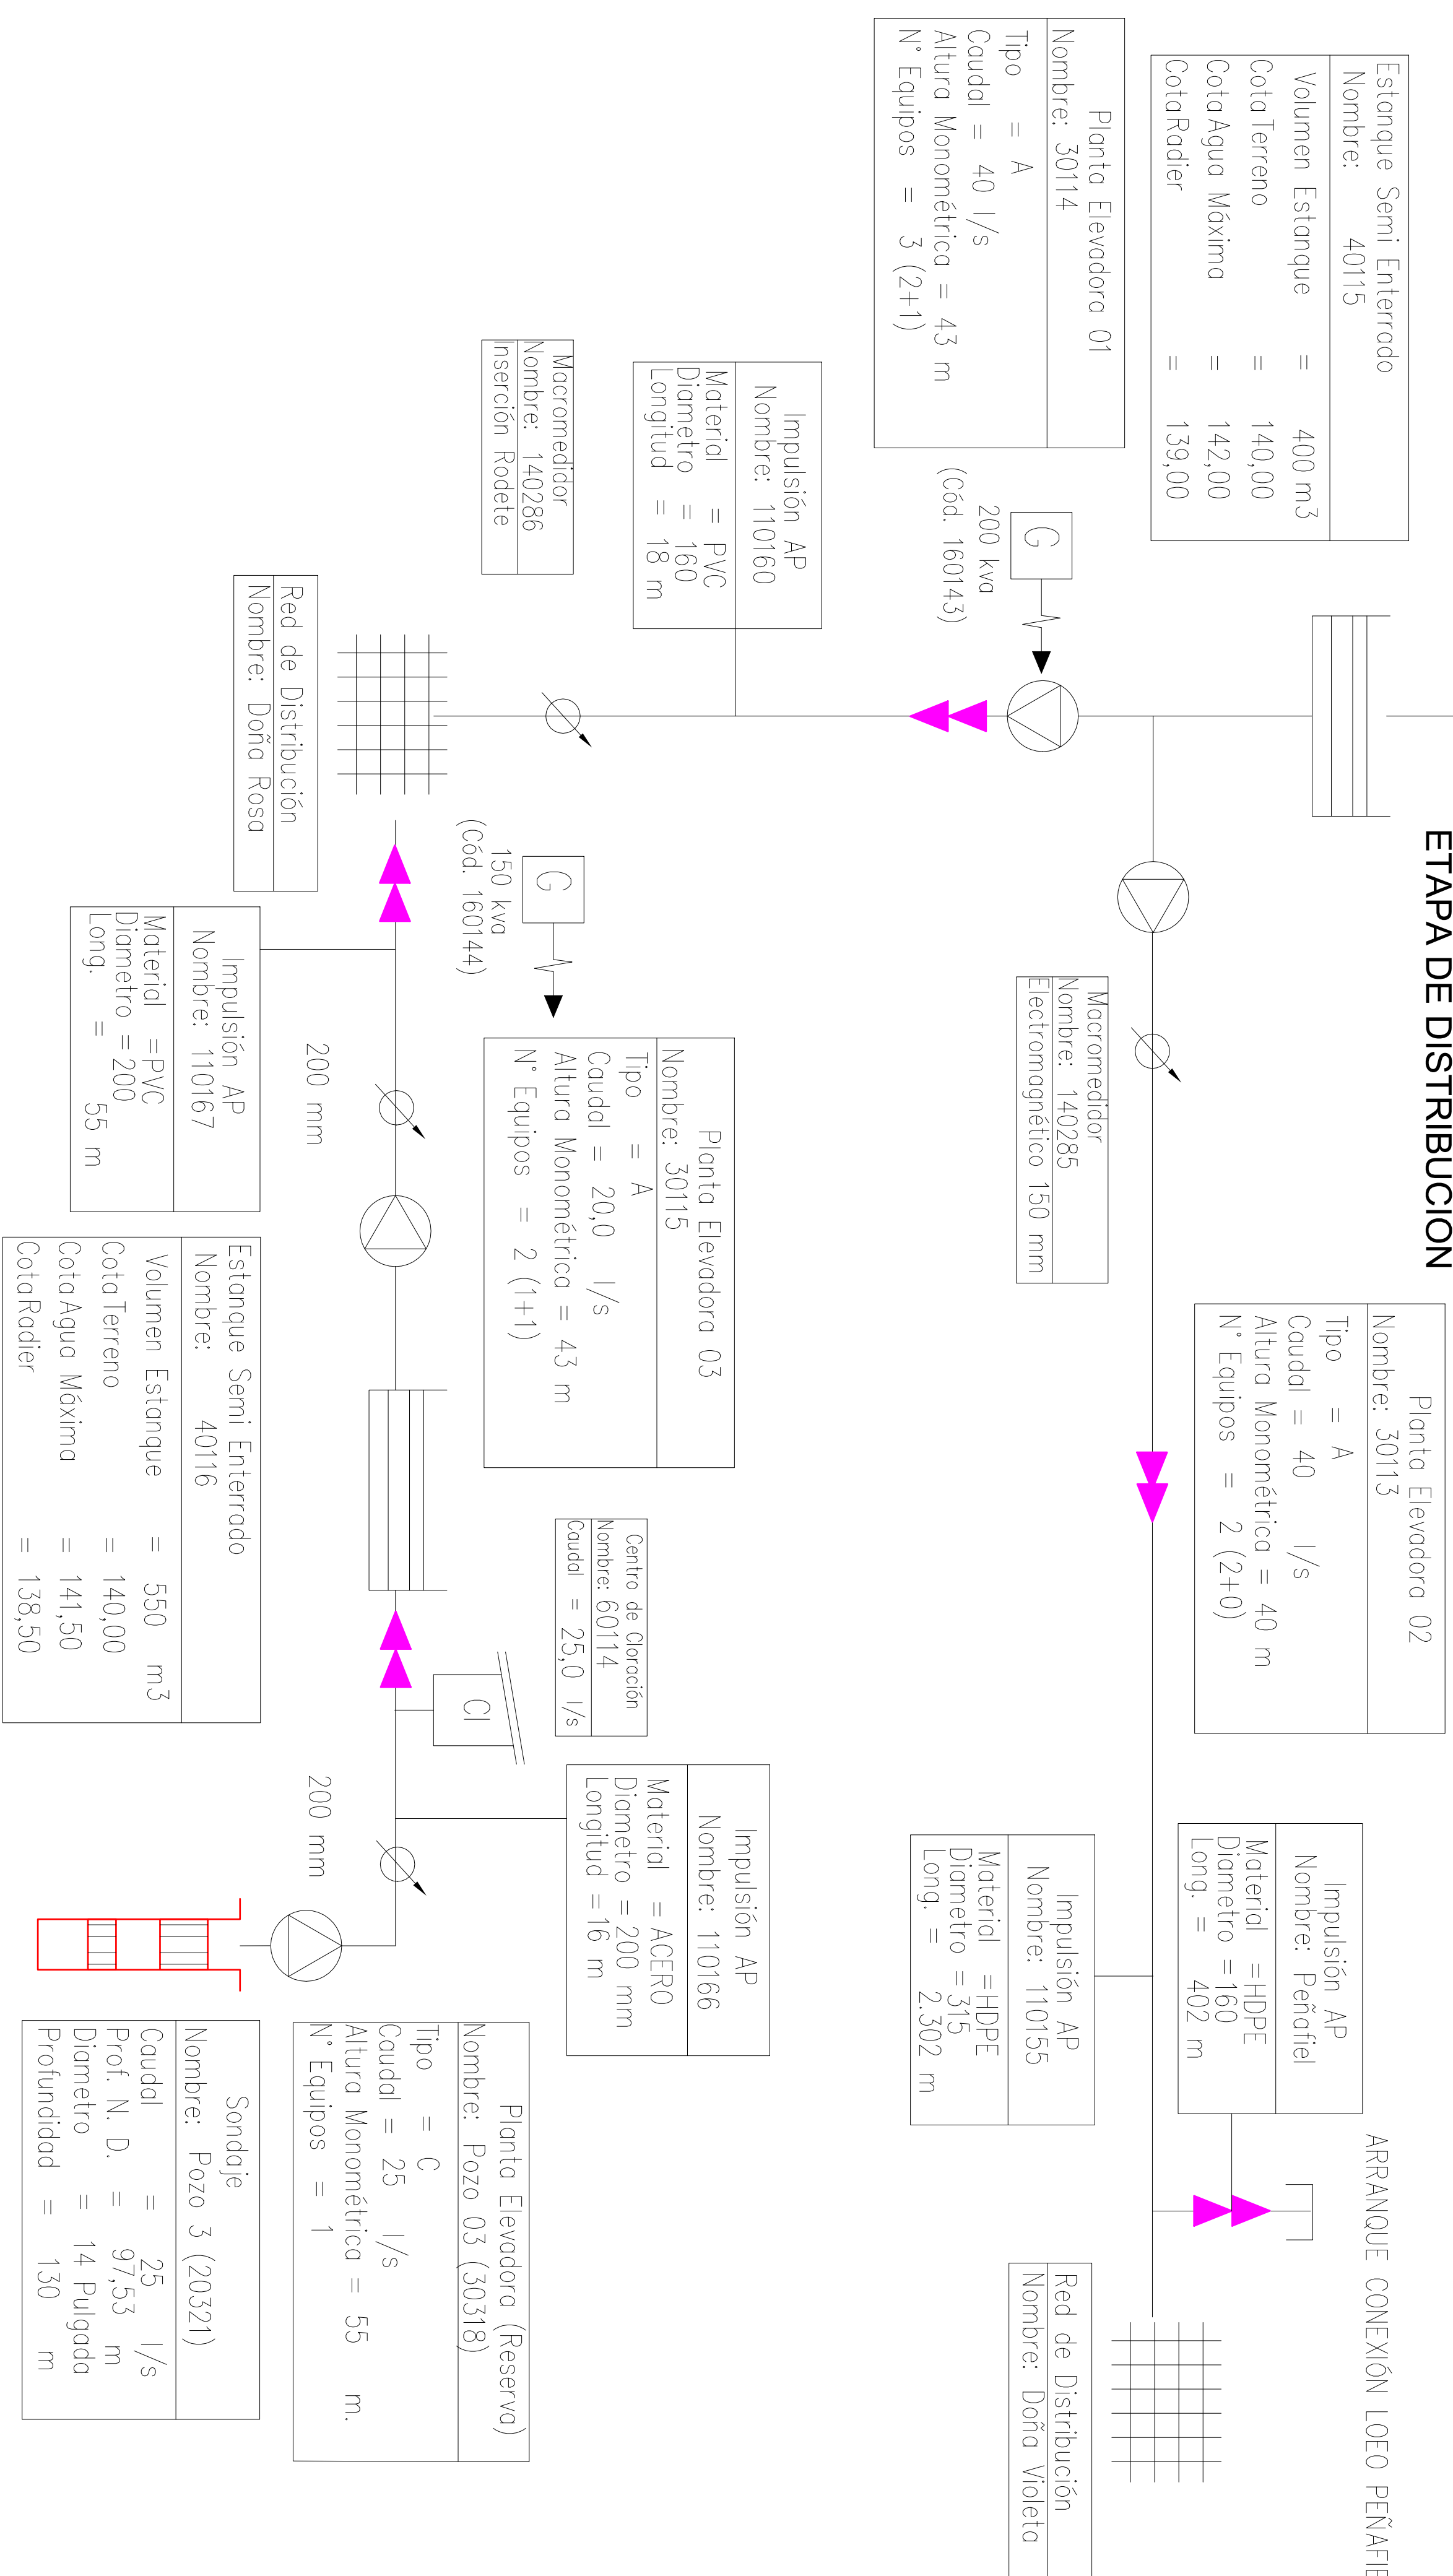 ETAPA DE DISTRIBUCION
Estanque Semi Enterrado
Nombre: 40115
Volumen Estanque = 400 m3
Cota Terreno = 140,00
Cota Agua Máxima = 142,00
Cota Radier = 139,00
Planta Elevadora 01
Nombre: 30114
Tipo = A
Caudal = 40 l/s
Altura Monométrica = 43 m
N° Equipos = 3 (2+1)
G
200 kva
(Cód. 160143)
Impulsión AP
Nombre: 110160
Material = PVC
Diametro = 160
Longitud = 18 m
Macromedidor
Nombre: 140286
Inserción Rodete
Red de Distribución
Nombre: Doña Rosa
Macromedidor
Nombre: 140285
Electromagnético 150 mm
Planta Elevadora 02
Nombre: 30113
Tipo = A
Caudal = 40 l/s
Altura Monométrica = 40 m
N° Equipos = 2 (2+0)
Impulsión AP
Nombre: Peñafiel
Material =HDPE
Diametro =160
Long. = 402 m
ARRANQUE CONEXIÓN LOEO PEÑAFIE
Impulsión AP
Nombre: 110155
Material =HDPE
Diametro =315
Long. = 2.302 m
Red de Distribución
Nombre: Doña Violeta
G
150 kva
(Cód. 160144)
Planta Elevadora 03
Nombre: 30115
Tipo = A
Caudal = 20,0 l/s
Altura Monométrica = 43 m
N° Equipos = 2 (1+1)
Impulsión AP
Nombre: 110167
Material =PVC
Diametro =200
Long. = 55 m
200 mm
Estanque Semi Enterrado
Nombre: 40116
Volumen Estanque = 550 m3
Cota Terreno = 140,00
Cota Agua Máxima = 141,50
Cota Radier = 138,50
Centro de Cloración
Nombre: 60114
Caudal = 25,0 l/s
Cl
Impulsión AP
Nombre: 110166
Material = ACERO
Diametro =200 mm
Longitud =16 m
200 mm
Planta Elevadora (Reserva)
Nombre: Pozo 03 (30318)
Tipo = C
Caudal = 25 l/s
Altura Monométrica = 55 m.
N° Equipos = 1
Sondaje
Nombre: Pozo 3 (20321)
Caudal = 25 l/s
Prof. N. D. = 97,53 m
Diametro = 14 Pulgada
Profundidad = 130 m